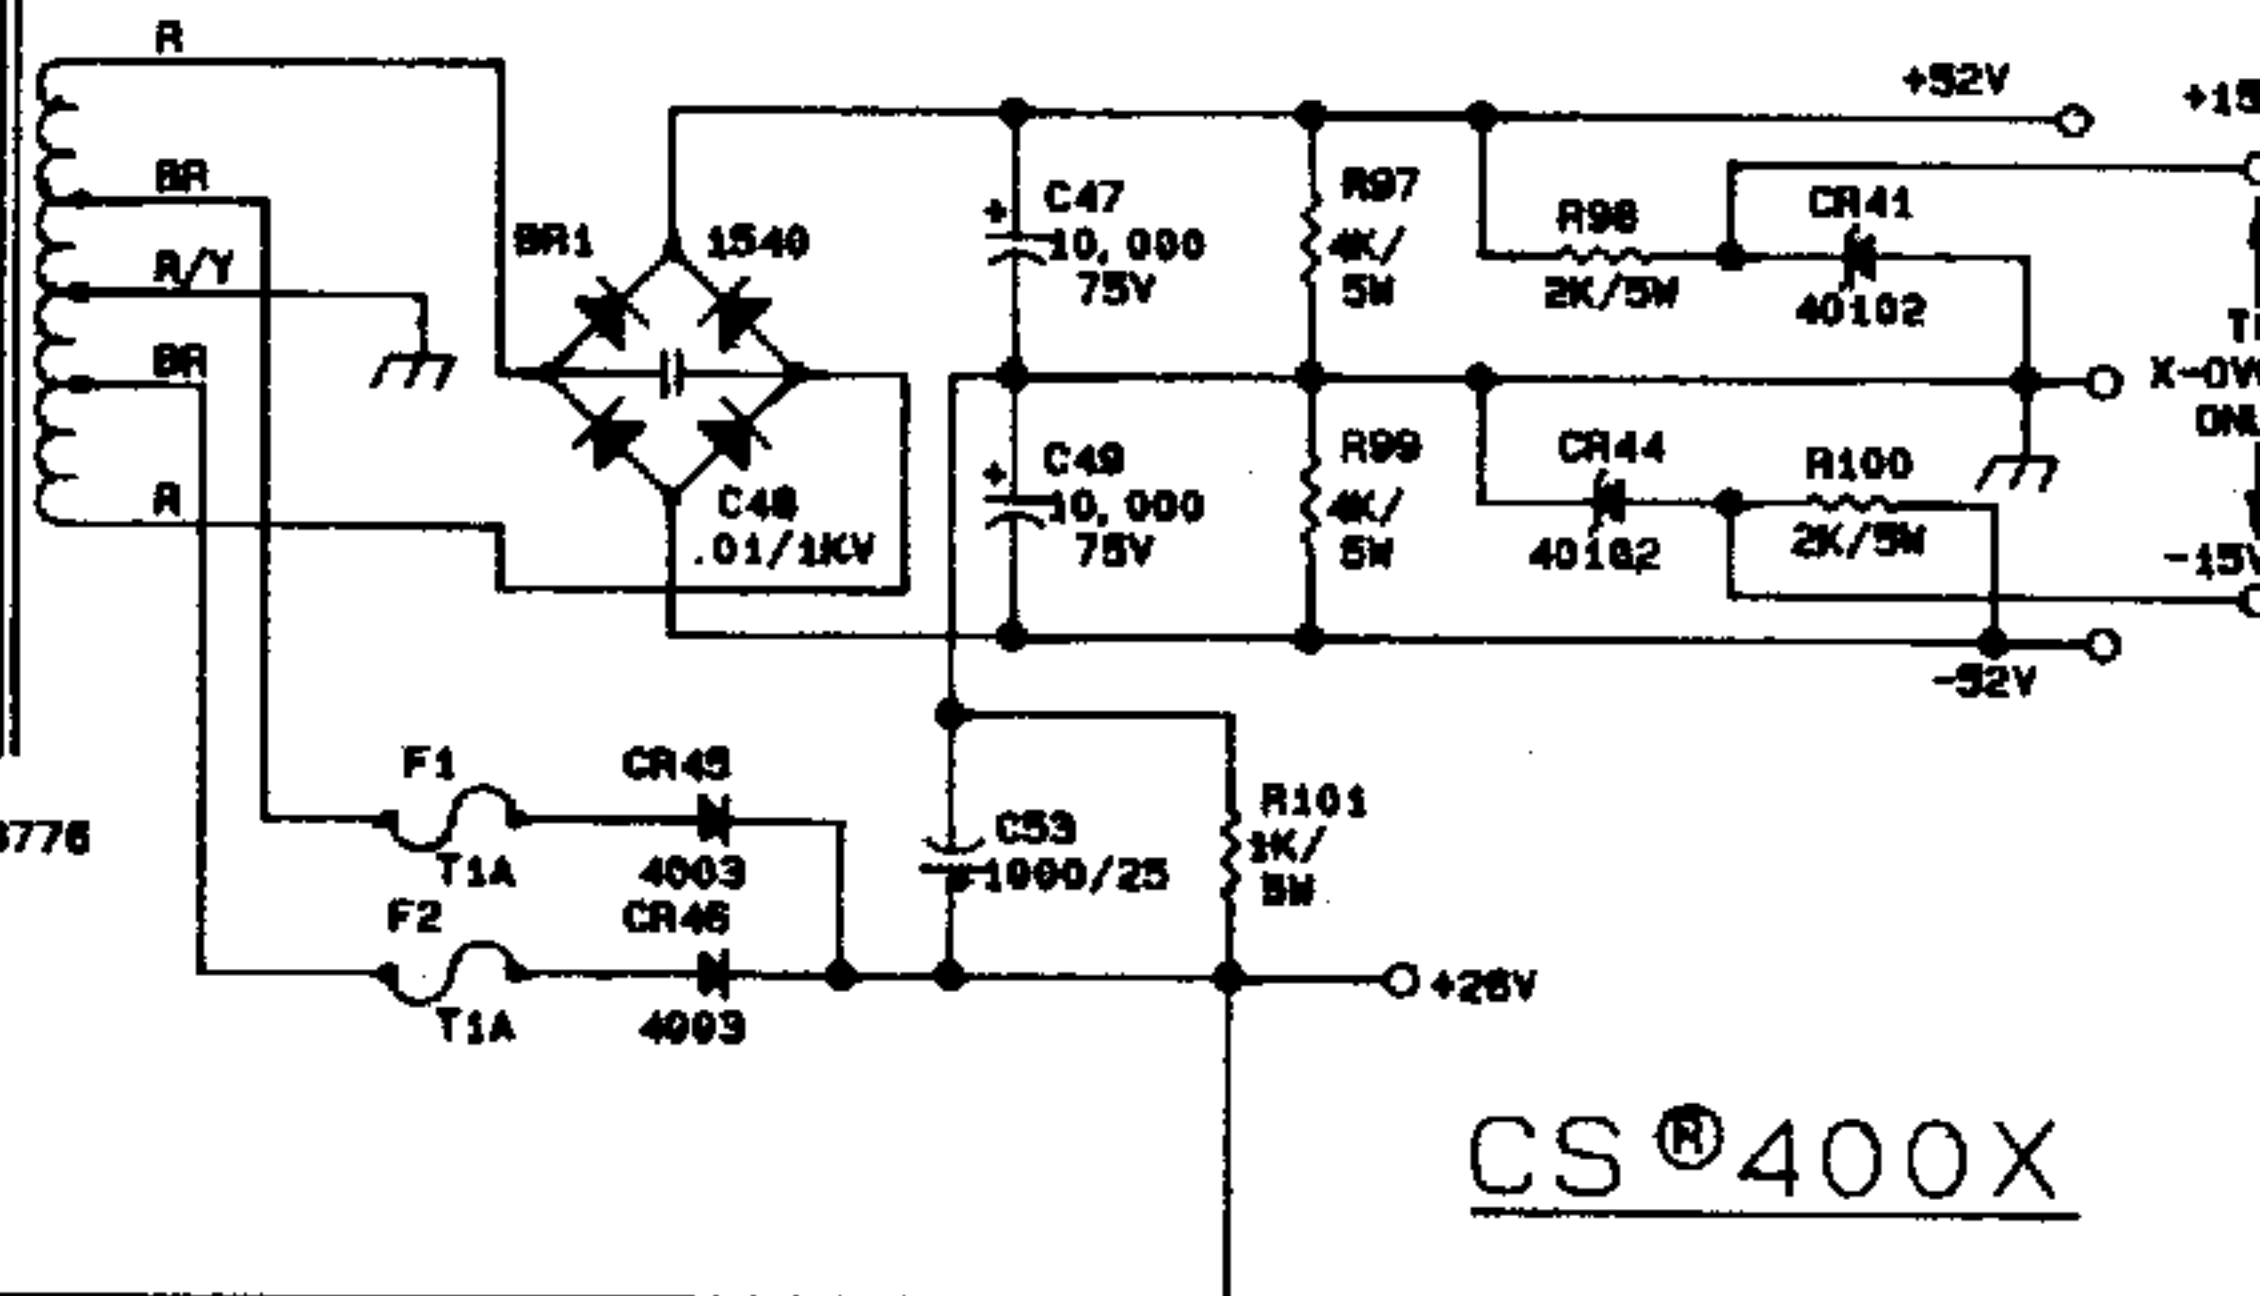 R
BR
R/Y
BR
R
BR1
1540
C48
.01/1KV
C47
10,000
75V
C49
10,000
75V
R97
4K/
5W
R99
4K/
5W
+52V
R98
2K/5W
CR41
40102
CR44
40102
R100
2K/5W
-15V
-52V
F1
T1A
CR45
4003
F2
T1A
CR46
4003
C53
1000/25
R101
1K/
5W
+26V
CS®400X